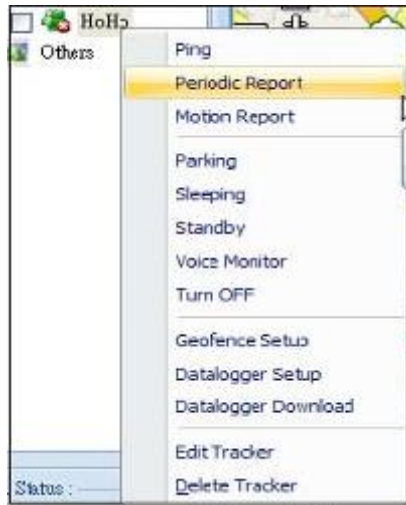 HoHo
Others
Ping
Periodic Report
Motion Report
Parking
Sleeping
Standby
Voice Monitor
Turn OFF
Geofence Setup
Datalogger Setup
Datalogger Download
Edit Tracker
Delete Tracker
Status :